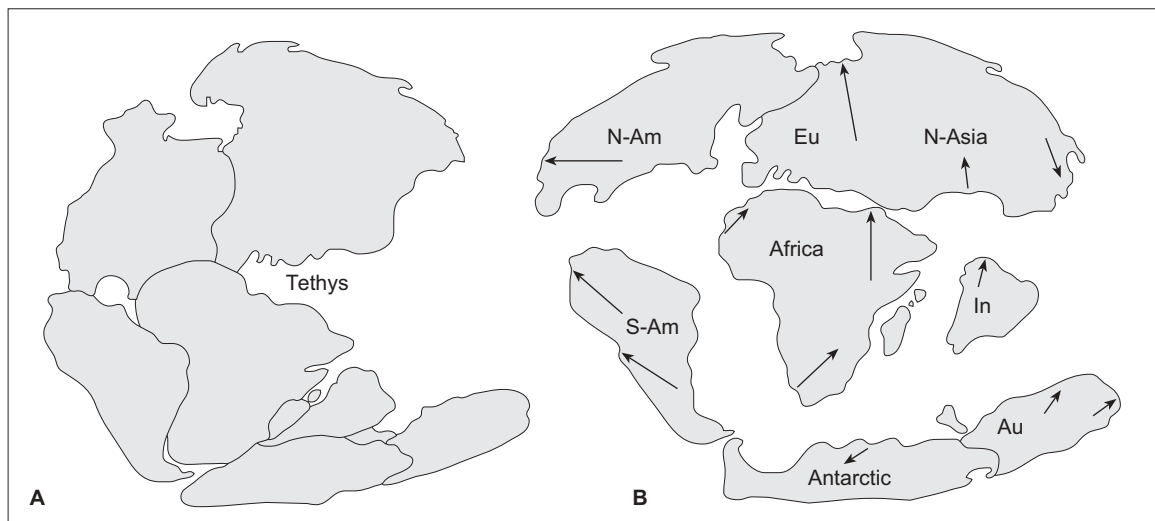 Tethys
A
N-Am
Eu
N-Asia
Africa
S-Am
In
Au
Antarctic
B